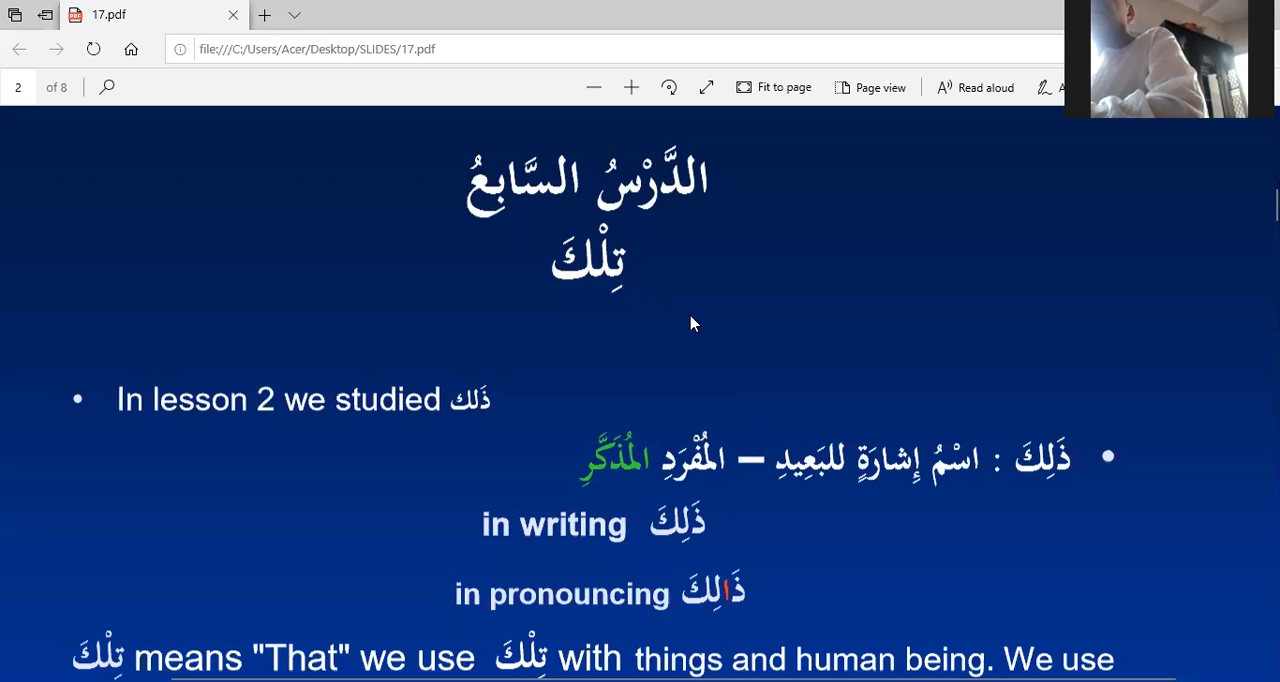 17.pdf
file:///C:/Users/Acer/Desktop/SLIDES/17.pdf
2 of 8 Fit to page Page view Read aloud
الدَّرْسُ السَّابِعُ
تِلْكَ
• In lesson 2 we studied ذَلك
• ذَلِكَ : اسْمُ إِشارَةٍ للبَعِيدِ – المُفْرَدِ المُذَكَّرِ
in writing ذَلِكَ
in pronouncing ذَالِكَ
تِلْكَ means "That" we use تِلْكَ with things and human being. We use